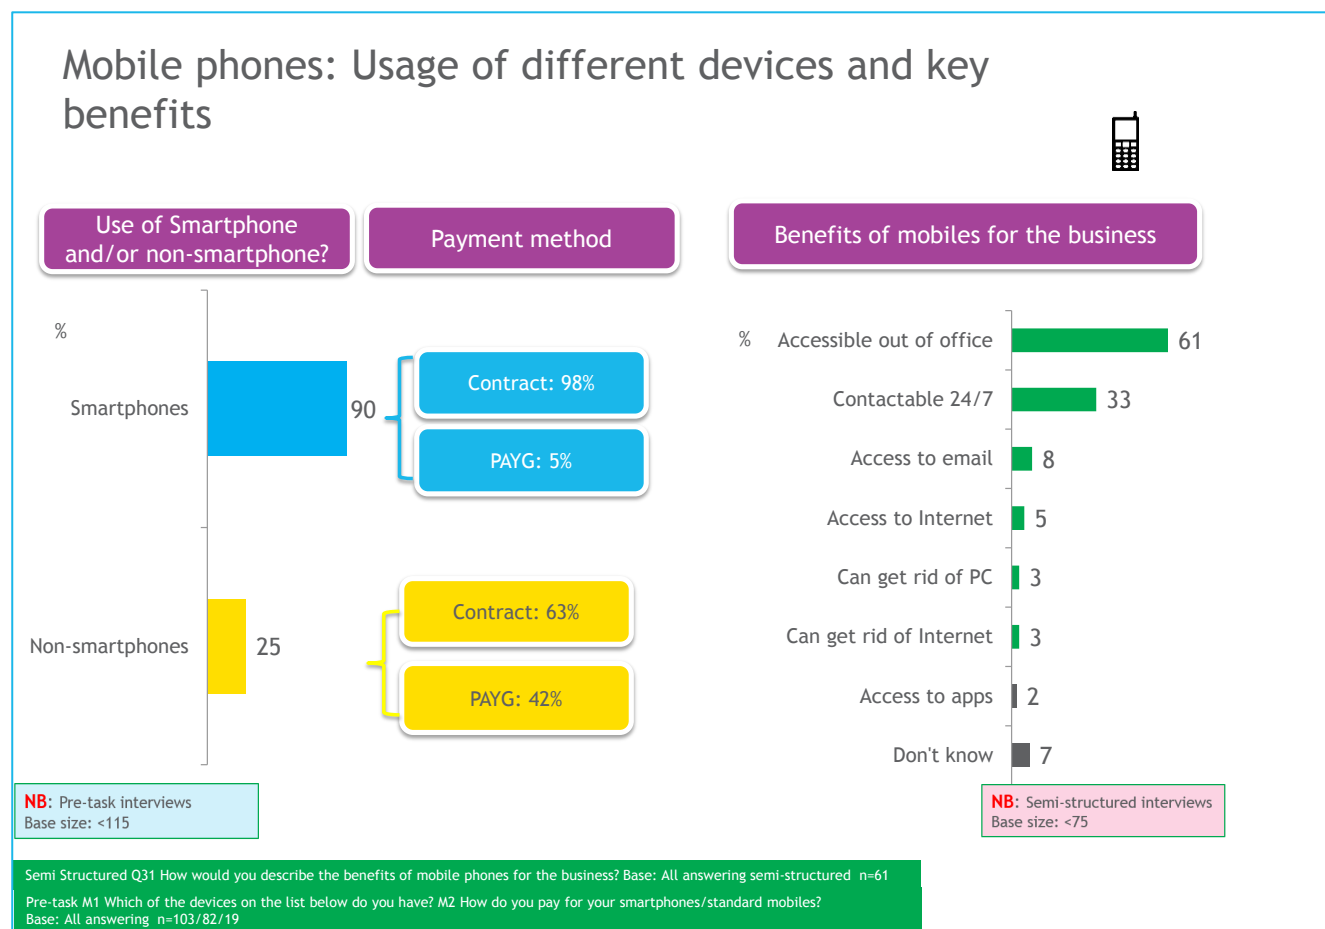 Mobile phones: Usage of different devices and key
benefits
Use of Smartphone
and/or non-smartphone?
Payment method
Benefits of mobiles for the business
%
Smartphones
90
Contract: 98%
PAYG: 5%
Non-smartphones
25
Contract: 63%
PAYG: 42%
%
Accessible out of office
61
Contactable 24/7
33
Access to email
8
Access to Internet
5
Can get rid of PC
3
Can get rid of Internet
3
Access to apps
2
Don't know
7
NB: Pre-task interviews
Base size: <115
NB: Semi-structured interviews
Base size: <75
Semi Structured Q31 How would you describe the benefits of mobile phones for the business? Base: All answering semi-structured n=61
Pre-task M1 Which of the devices on the list below do you have? M2 How do you pay for your smartphones/standard mobiles?
Base: All answering n=103/82/19